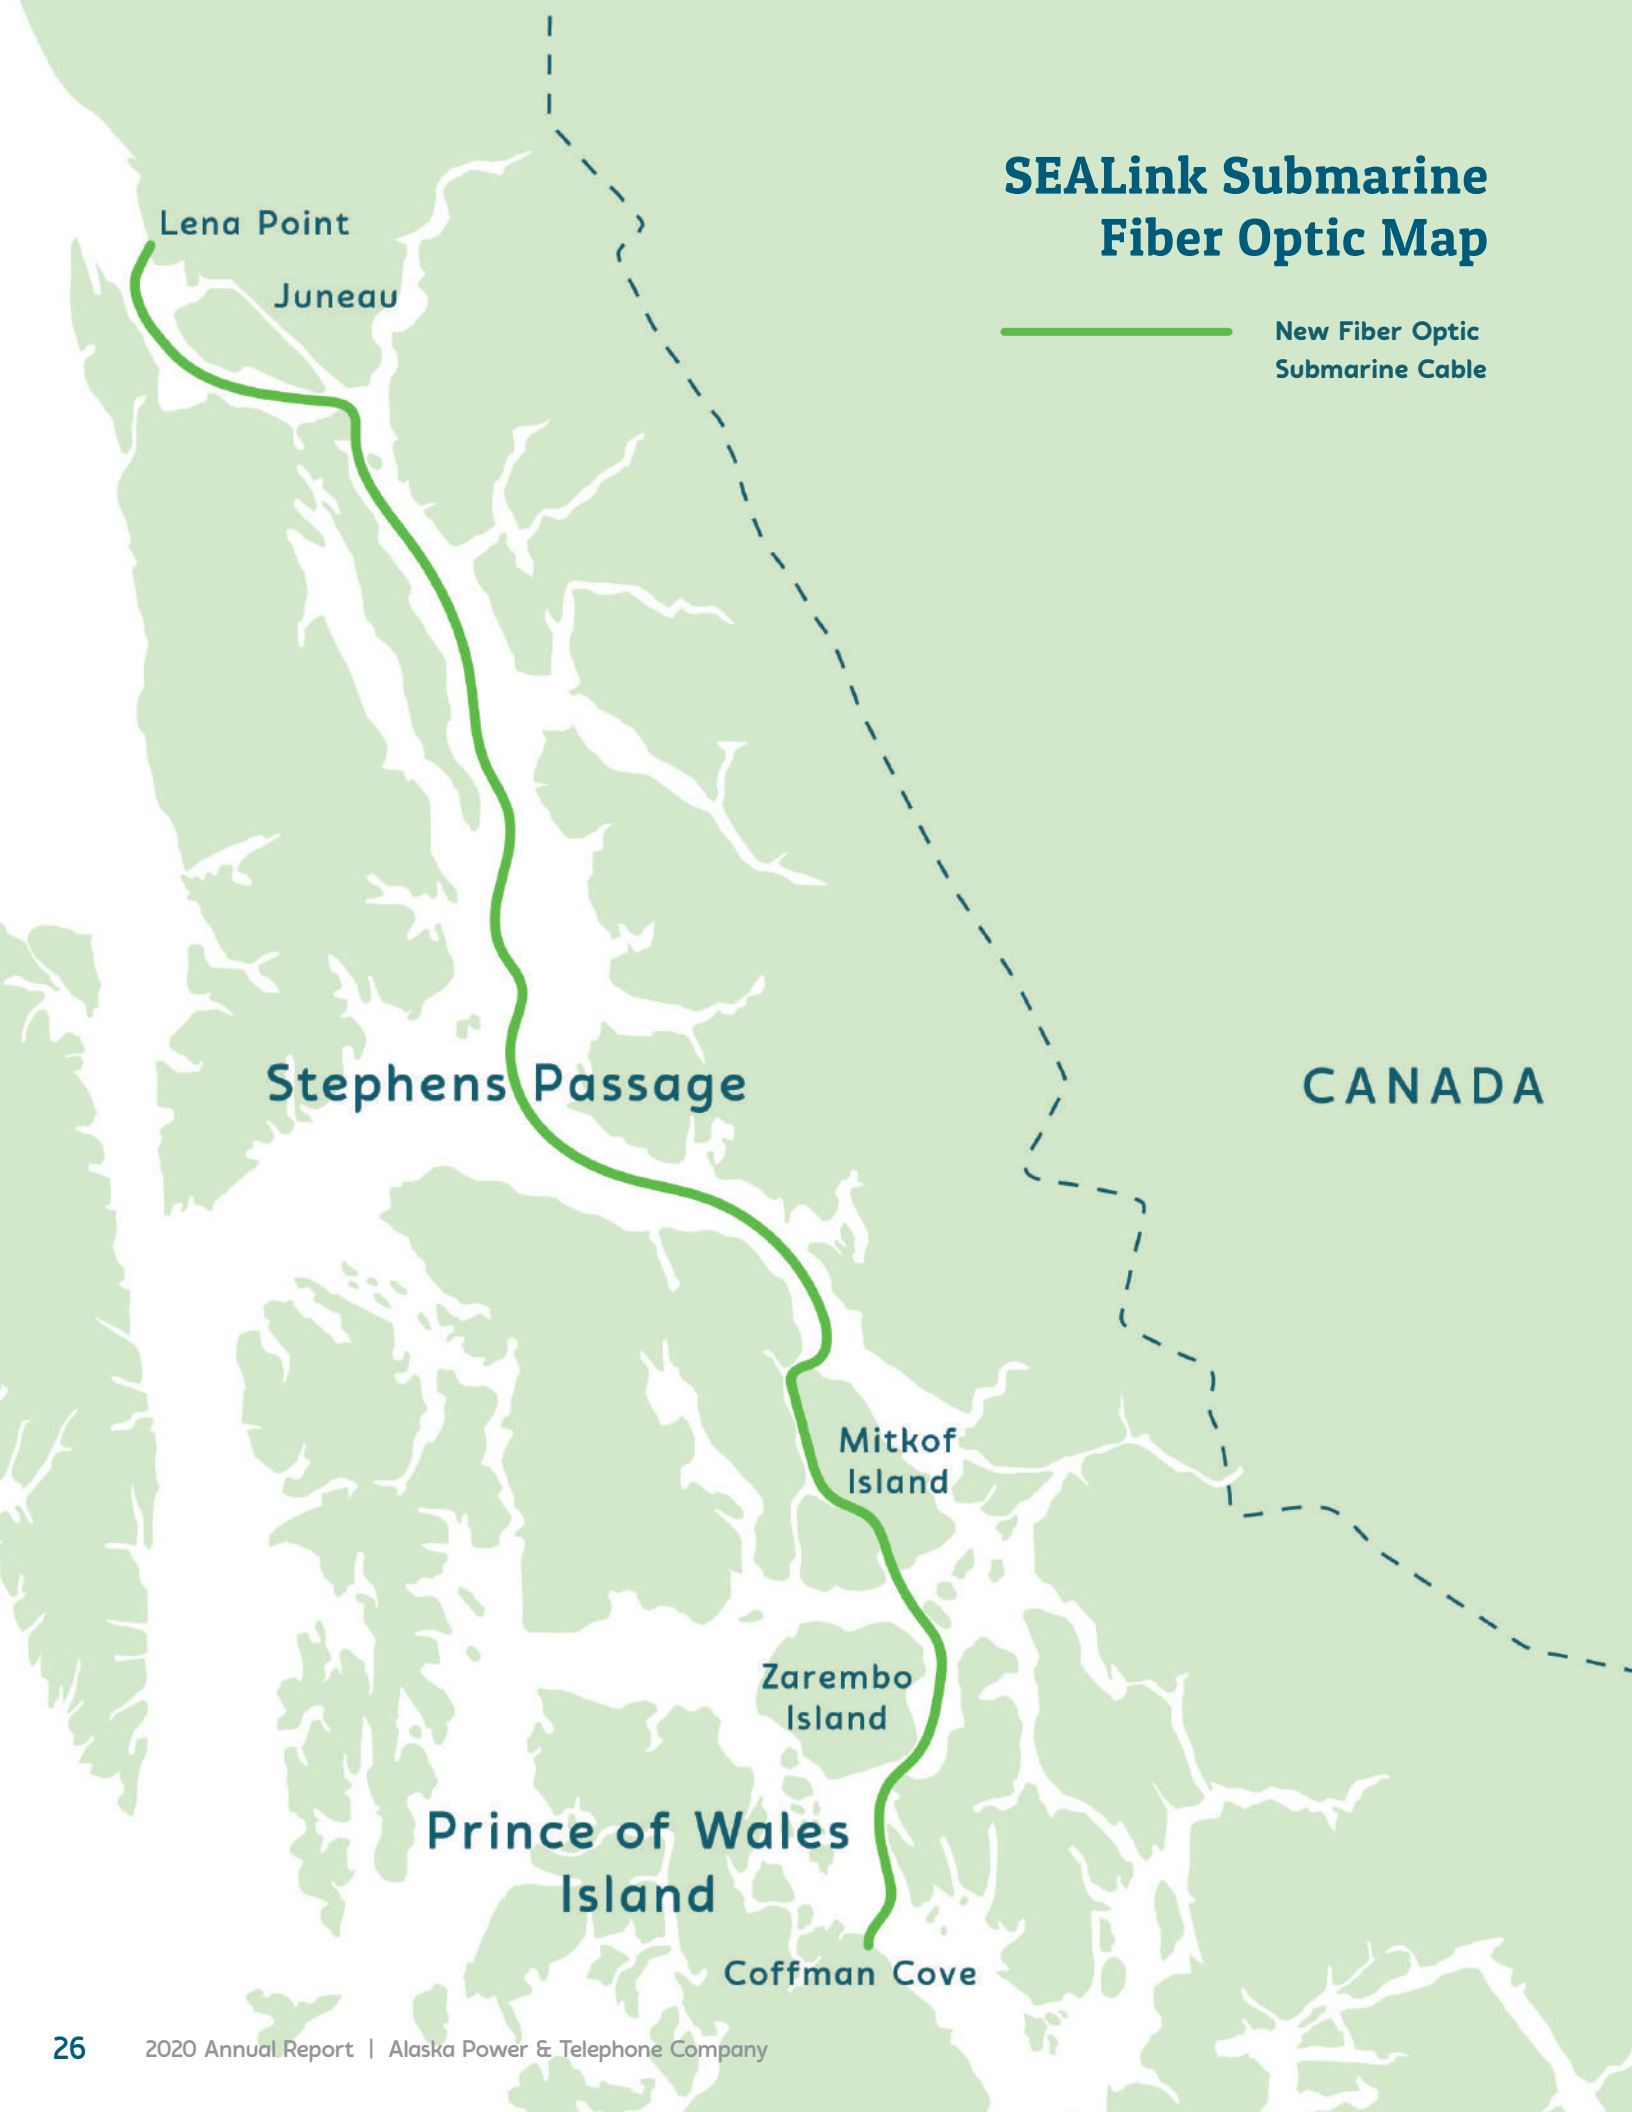 SEALink Submarine
Fiber Optic Map
New Fiber Optic
Submarine Cable
Lena Point
Juneau
Stephens Passage
CANADA
Mitkof
Island
Zarembo
Island
Prince of Wales
Island
Coffman Cove
26 2020 Annual Report | Alaska Power & Telephone Company